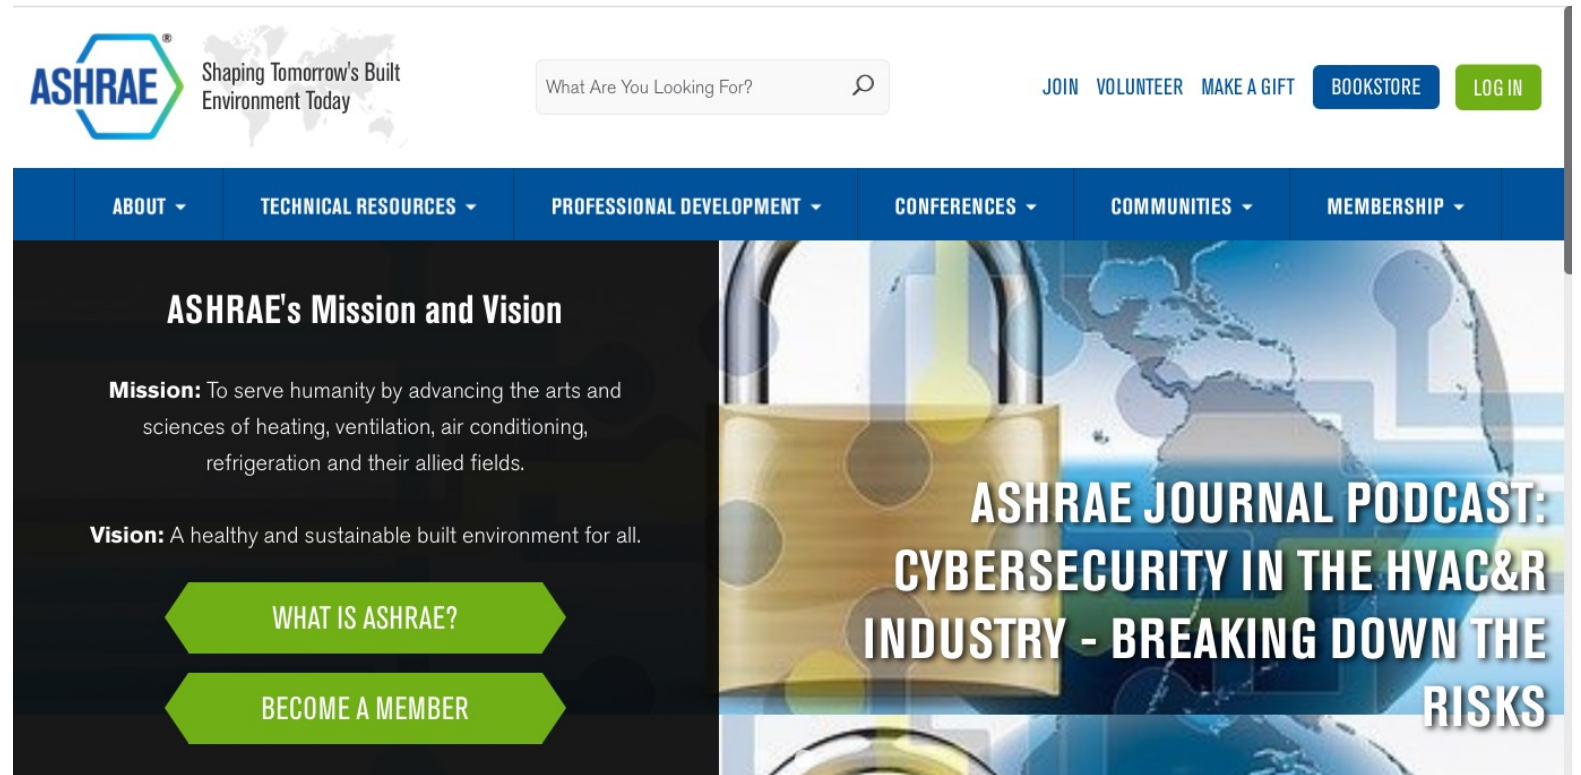 ASHRAE®
Shaping Tomorrow's Built
Environment Today
What Are You Looking For?
JOIN VOLUNTEER MAKE A GIFT BOOKSTORE LOG IN
ABOUT TECHNICAL RESOURCES PROFESSIONAL DEVELOPMENT CONFERENCES COMMUNITIES MEMBERSHIP
ASHRAE's Mission and Vision
Mission: To serve humanity by advancing the arts and
sciences of heating, ventilation, air conditioning,
refrigeration and their allied fields.
Vision: A healthy and sustainable built environment for all.
WHAT IS ASHRAE?
BECOME A MEMBER
ASHRAE JOURNAL PODCAST:
CYBERSECURITY IN THE HVAC&R
INDUSTRY - BREAKING DOWN THE
RISKS